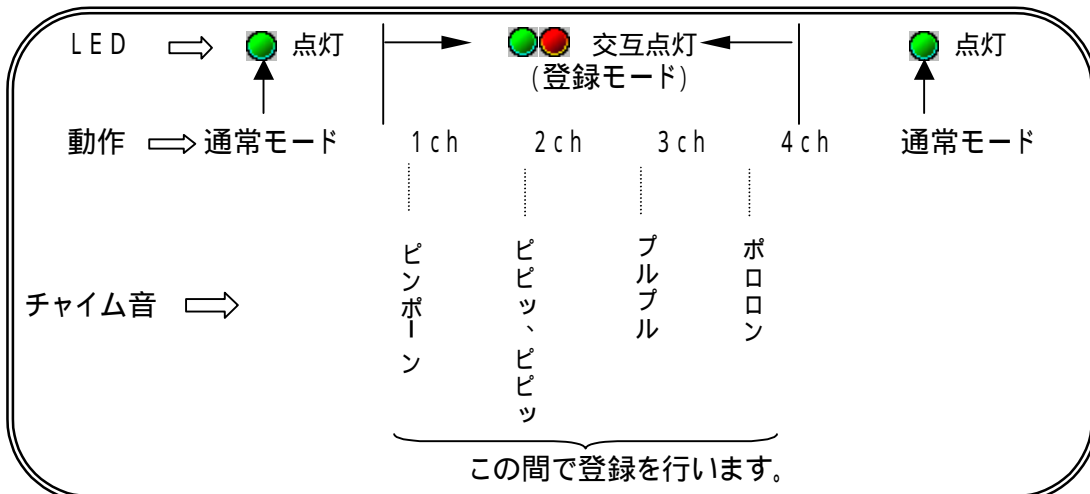 LED 点灯 交互点灯 点灯
(登録モード)
動作 通常モード 1ch 2ch 3ch 4ch 通常モード
チャイム音
ピンポーン
ピピッ、ピピッ
プルプル
ポロロン
この間で登録を行います。